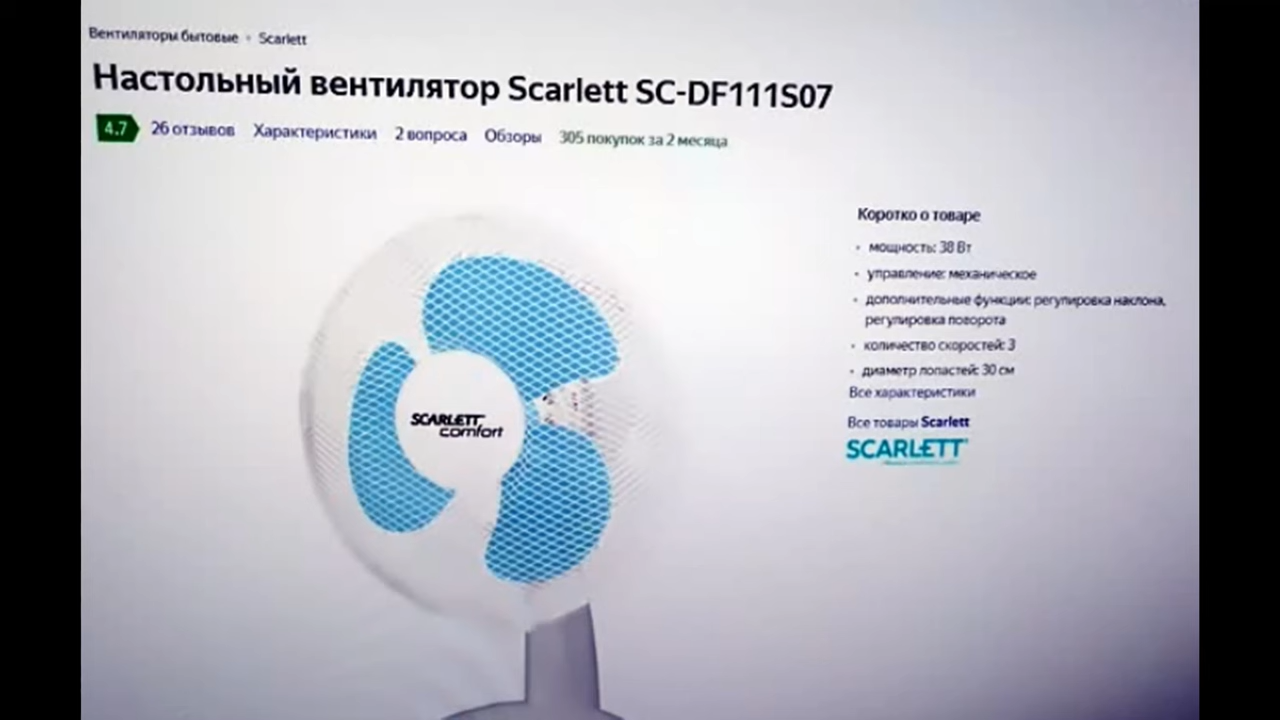 Вентиляторы бытовые • Scarlett
Настольный вентилятор Scarlett SC-DF111S07
4.7 26 отзывов Характеристики 2 вопроса Обзоры 305 покупок за 2 месяца
Коротко о товаре
• мощность: 38 Вт
• управление: механическое
• дополнительные функции: регулировка наклона,
регулировка поворота
• количество скоростей: 3
• диаметр лопастей: 30 см
Все характеристики
Все товары Scarlett
SCARLETT
SCARLETT
comfort